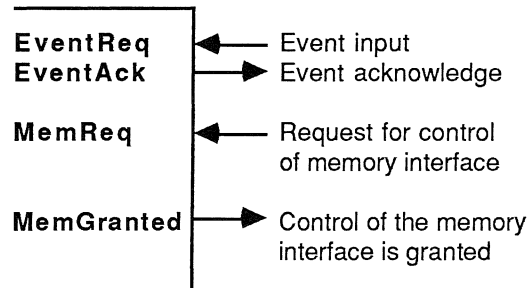 EventReq Event input
EventAck Event acknowledge
MemReq Request for control
of memory interface
MemGranted Control of the memory
interface is granted